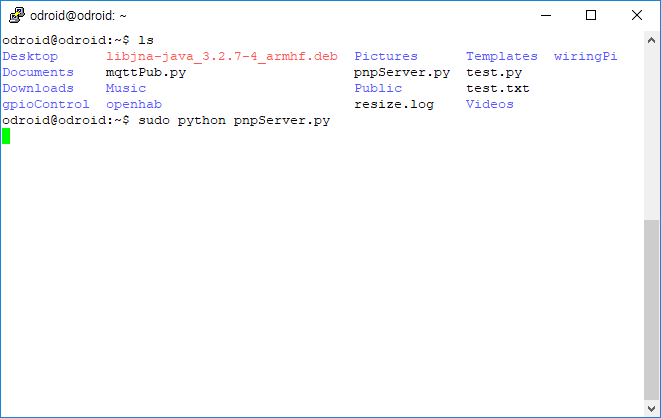 odroid@odroid: ~
odroid@odroid:~$ ls
Desktop libjna-java_3.2.7-4_armhf.deb Pictures Templates wiringPi
Documents mqttPub.py pnpServer.py test.py
Downloads Music Public test.txt
gpioControl openhab resize.log Videos
odroid@odroid:~$ sudo python pnpServer.py